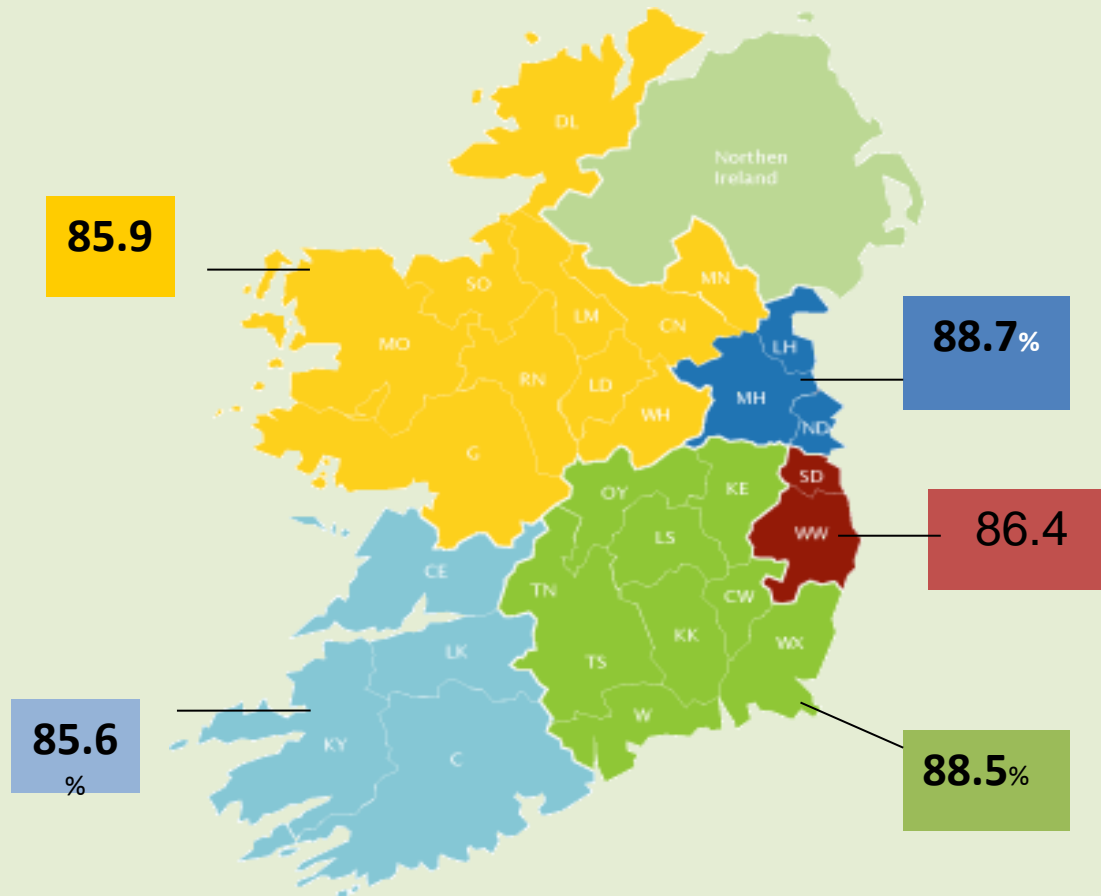 DL
Northen
Ireland
85.9
MN
SO
LM
CN
88.7%
LH
MO
RN
LD
MH
WH
ND
G
SD
OY
KE
86.4
WW
LS
CE
TN
CW
KK
WX
LK
TS
W
85.6
%
KY
C
88.5%